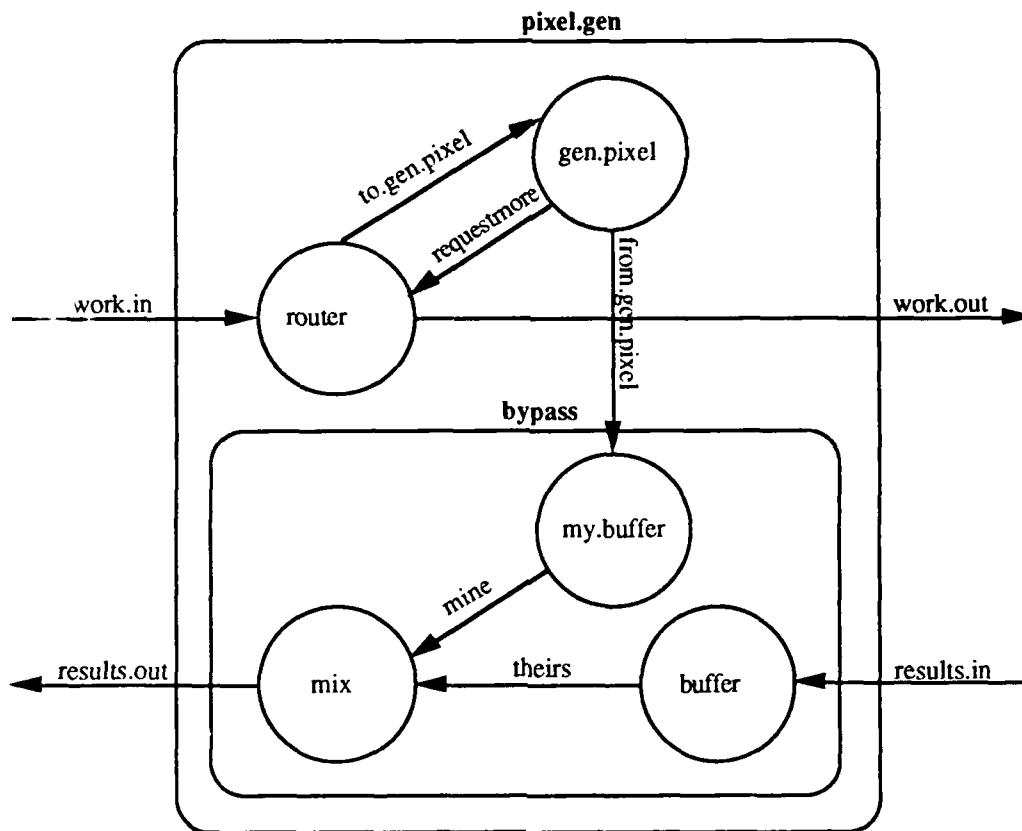 pixel.gen
gen.pixel
to.gen.pixel
requestmore
from.gen.pixel
work.in
router
work.out
bypass
my.buffer
mine
results.out
mix
theirs
buffer
results.in